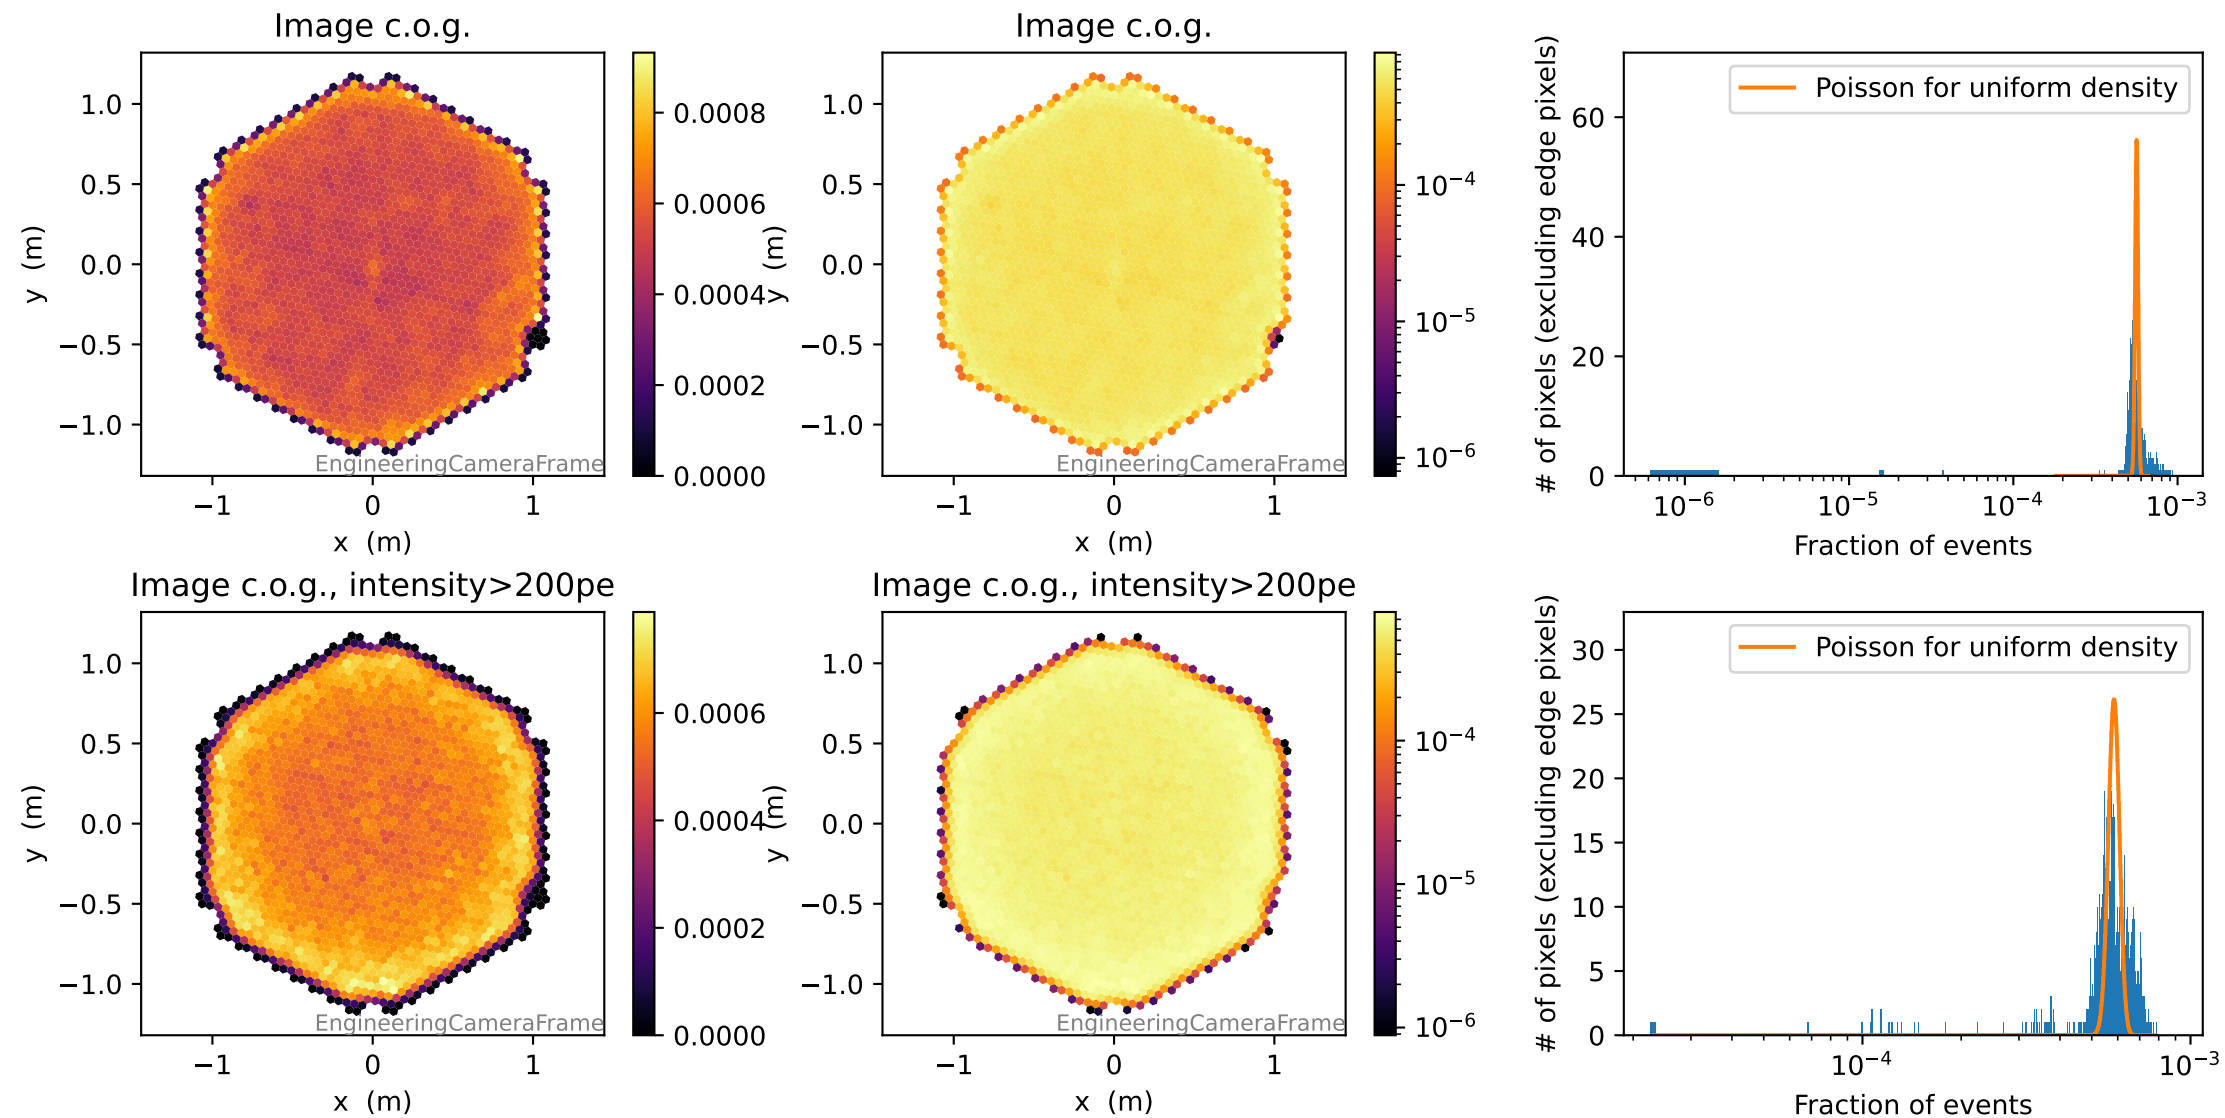 Image c.o.g.
1.0
0.5
0.0
−0.5
−1.0
y (m)
−1
0
1
x (m)
EngineeringCameraFrame
0.0008
0.0006
0.0004
0.0002
0.0000
Image c.o.g.
1.0
0.5
0.0
−0.5
−1.0
y (m)
−1
0
1
x (m)
EngineeringCameraFrame
10⁻⁴
10⁻⁵
10⁻⁶
Poisson for uniform density
60
40
20
0
# of pixels (excluding edge pixels)
10⁻⁶
10⁻⁵
10⁻⁴
10⁻³
Fraction of events
Image c.o.g., intensity>200pe
1.0
0.5
0.0
−0.5
−1.0
y (m)
−1
0
1
x (m)
EngineeringCameraFrame
0.0006
0.0004
0.0002
0.0000
Image c.o.g., intensity>200pe
1.0
0.5
0.0
−0.5
−1.0
y (m)
−1
0
1
x (m)
EngineeringCameraFrame
10⁻⁴
10⁻⁵
10⁻⁶
Poisson for uniform density
30
25
20
15
10
5
0
# of pixels (excluding edge pixels)
10⁻⁴
10⁻³
Fraction of events